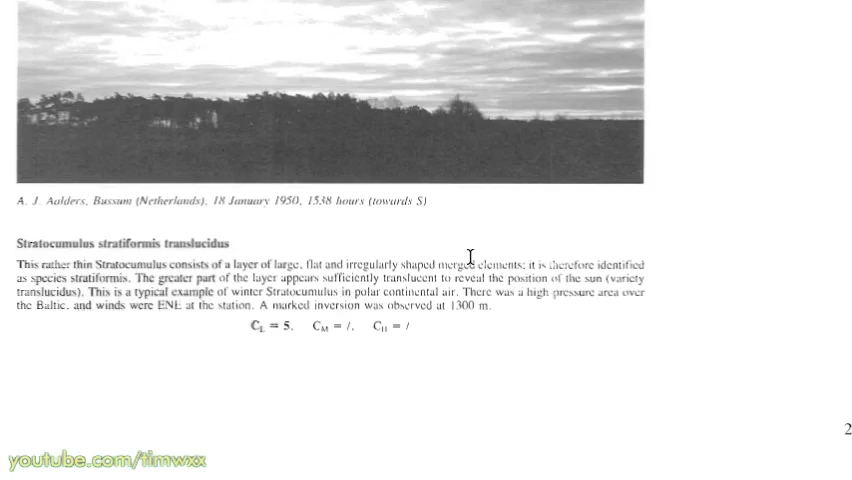 A. J. Aalders, Bussum (Netherlands), 18 January 1950, 1538 hours (towards S)
Stratocumulus stratiformis translucidus
This rather thin Stratocumulus consists of a layer of large, flat and irregularly shaped merged elements; it is therefore identified
as species stratiformis. The greater part of the layer appears sufficiently translucent to reveal the position of the sun (variety
translucidus). This is a typical example of winter Stratocumulus in polar continental air. There was a high-pressure area over
the Baltic, and winds were ENE at the station. A marked inversion was observed at 1300 m.
CL = 5, CM = /, CH = /
2
youtube.com/timwxx